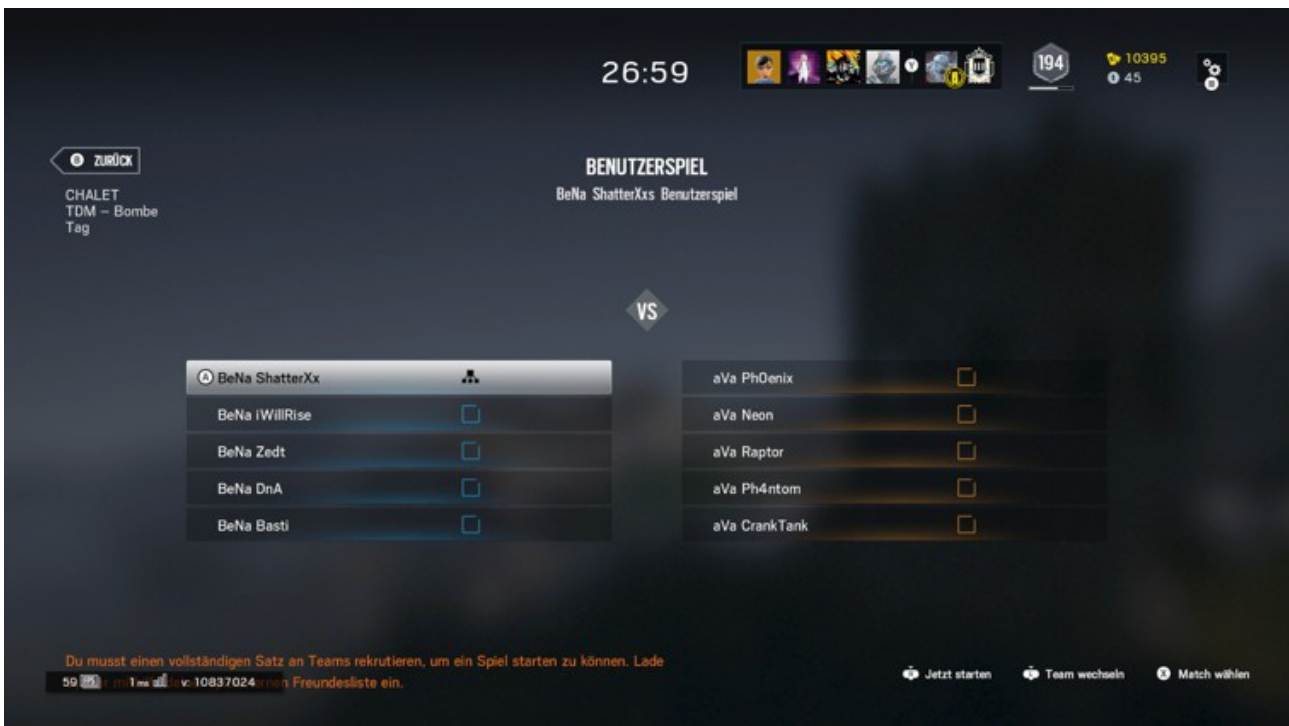 26:59
194
10395
45
ZURÜCK
CHALET
TDM – Bombe
Tag
BENUTZERSPIEL
BeNa ShatterXxs Benutzerspiel
VS
A BeNa ShatterXx
BeNa iWillRise
BeNa Zedt
BeNa DnA
BeNa Basti
aVa Ph0enix
aVa Neon
aVa Raptor
aVa Ph4ntom
aVa CrankTank
Du musst einen vollständigen Satz an Teams rekrutieren, um ein Spiel starten zu können. Lade
Freundesliste ein.
59 1 ms v: 10837024
Jetzt starten
Team wechseln
X Match wählen